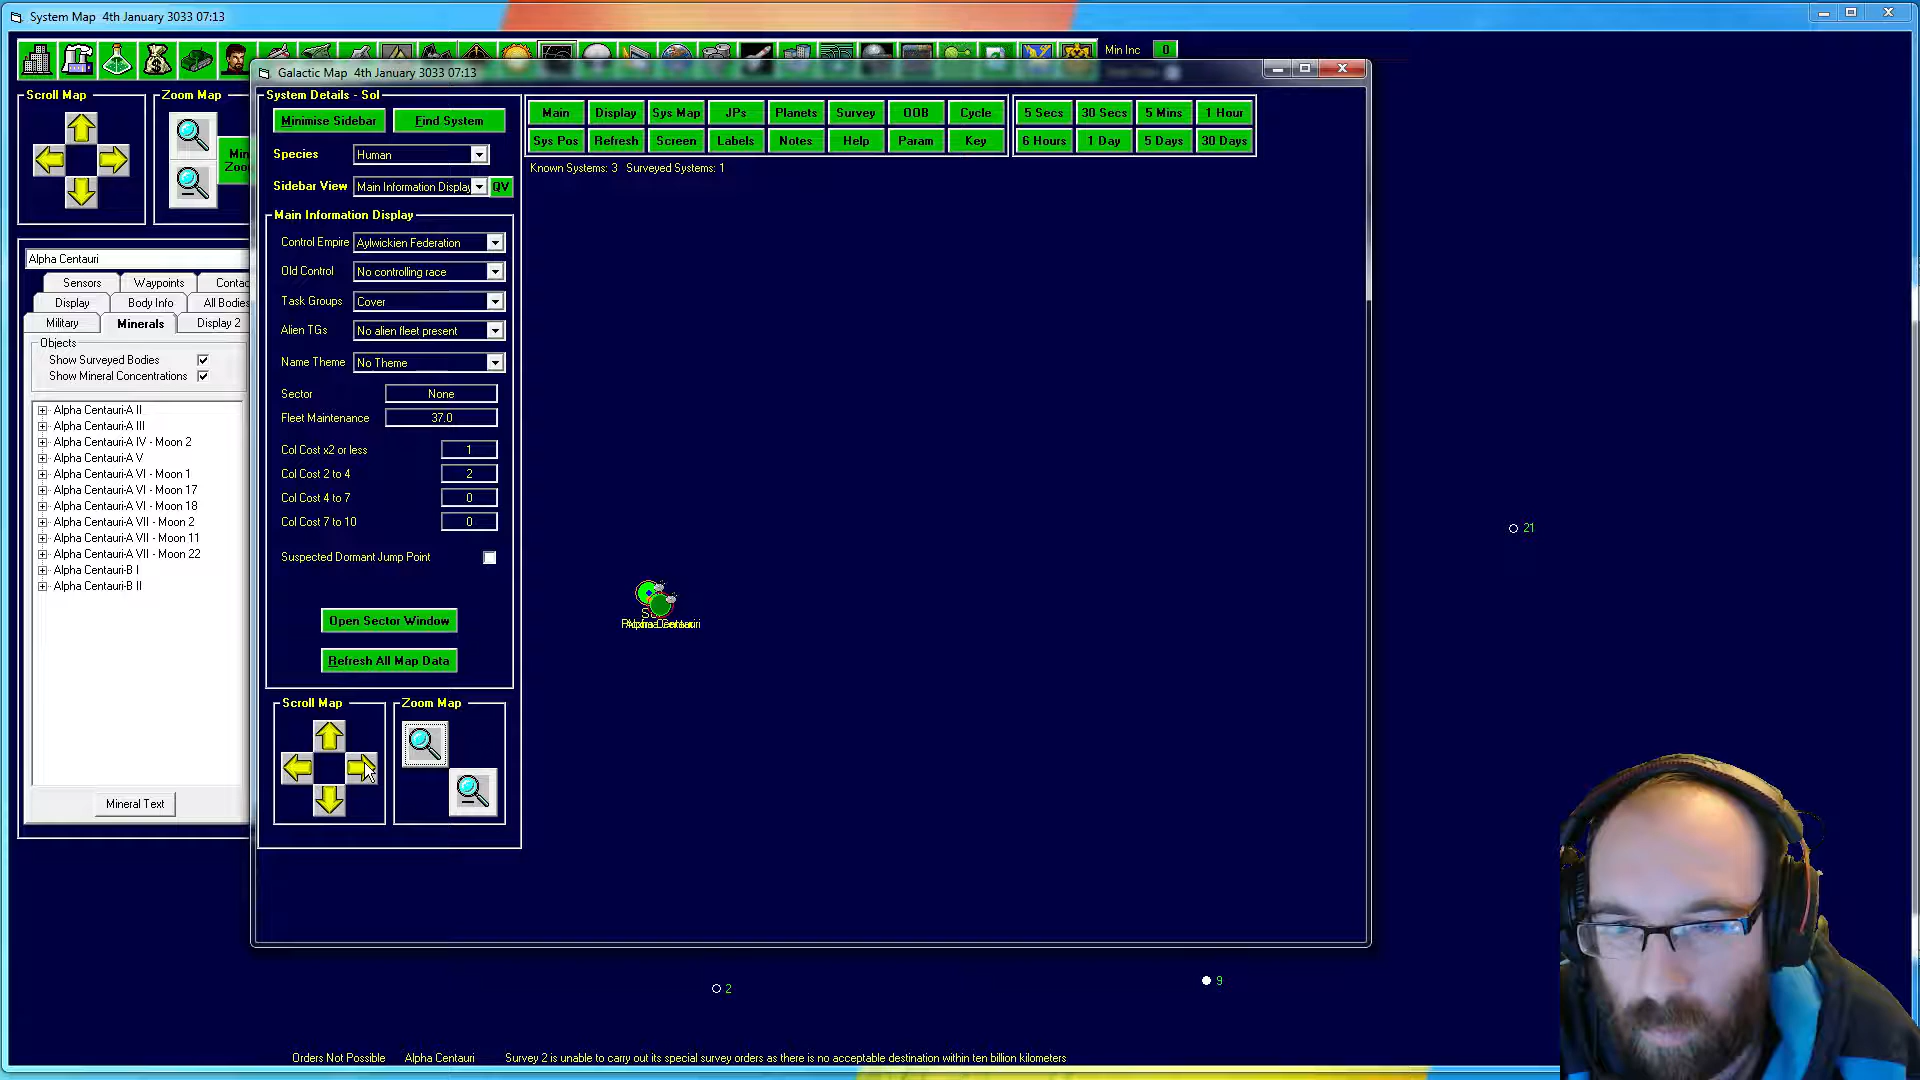 System Map 4th January 3033 07:13
Min Inc 0
Scroll Map
Zoom Map
Alpha Centauri
Sensors Waypoints
Display Body Info All Bodies
Military Minerals Display 2
Objects
Show Surveyed Bodies
Show Mineral Concentrations
Alpha Centauri-A II
Alpha Centauri-A III
Alpha Centauri-A IV - Moon 2
Alpha Centauri-A V
Alpha Centauri-A VI - Moon 1
Alpha Centauri-A VI - Moon 17
Alpha Centauri-A VI - Moon 18
Alpha Centauri-A VII - Moon 2
Alpha Centauri-A VII - Moon 11
Alpha Centauri-A VII - Moon 22
Alpha Centauri-B I
Alpha Centauri-B II
Mineral Text
Galactic Map 4th January 3033 07:13
System Details - Sol
Minimise Sidebar Find System
Species Human
Sidebar View Main Information Display QV
Main Information Display
Control Empire Aylwickien Federation
Old Control No controlling race
Task Groups Cover
Alien TGs No alien fleet present
Name Theme No Theme
Sector None
Fleet Maintenance 37.0
Col Cost x2 or less 1
Col Cost 2 to 4 2
Col Cost 4 to 7 0
Col Cost 7 to 10 0
Suspected Dormant Jump Point
Open Sector Window
Refresh All Map Data
Scroll Map
Zoom Map
Main Display Sys Map JPs Planets Survey OOB Cycle
Sys Pos Refresh Screen Labels Notes Help Param Key
5 Secs 30 Secs 5 Mins 1 Hour
6 Hours 1 Day 5 Days 30 Days
Known Systems: 3 Surveyed Systems: 1
21
2
9
Orders Not Possible Alpha Centauri Survey 2 is unable to carry out its special survey orders as there is no acceptable destination within ten billion kilometers